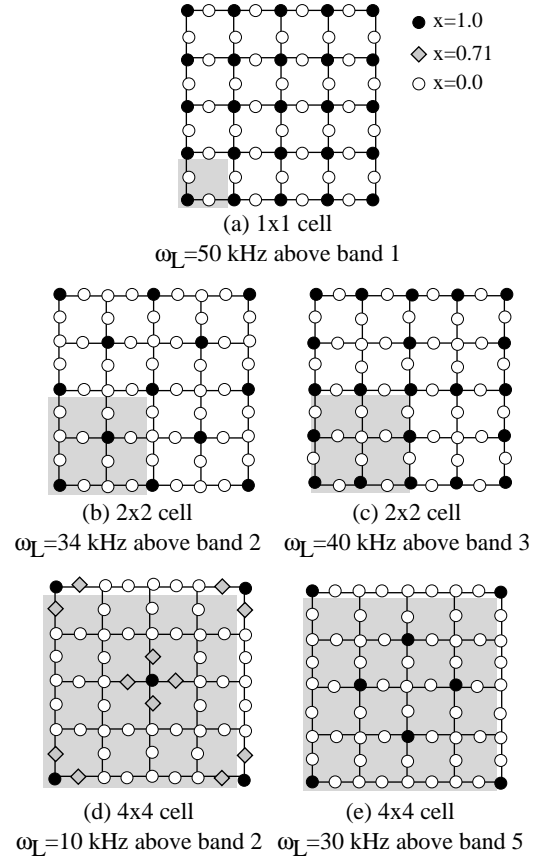 x=1.0
x=0.71
x=0.0
(a) 1x1 cell
ωL=50 kHz above band 1
(b) 2x2 cell
ωL=34 kHz above band 2
(c) 2x2 cell
ωL=40 kHz above band 3
(d) 4x4 cell
ωL=10 kHz above band 2
(e) 4x4 cell
ωL=30 kHz above band 5